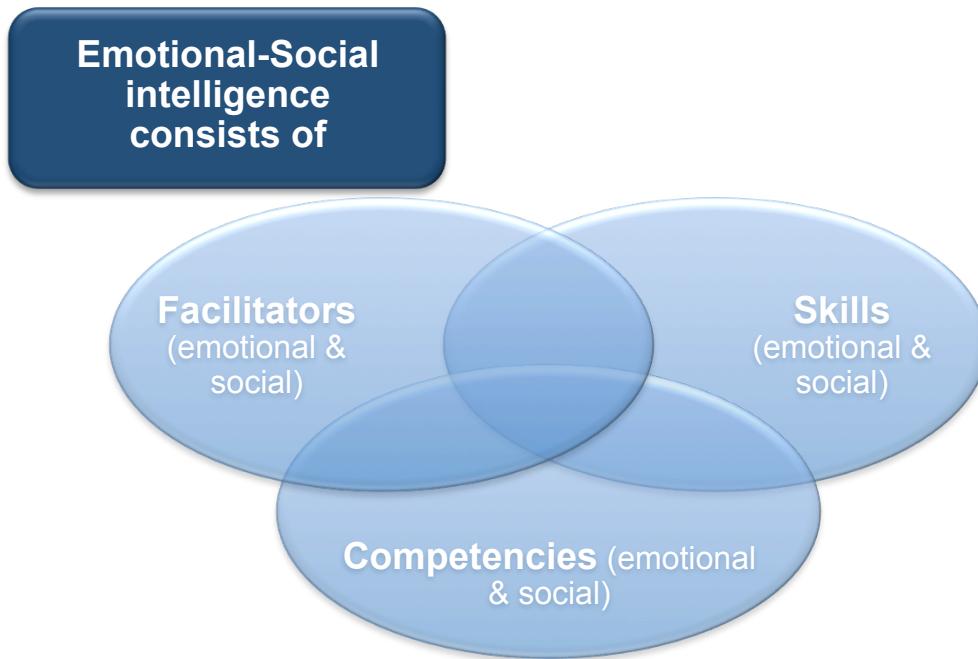 Emotional-Social
intelligence
consists of
Facilitators
(emotional &
social)
Skills
(emotional &
social)
Competencies (emotional
& social)